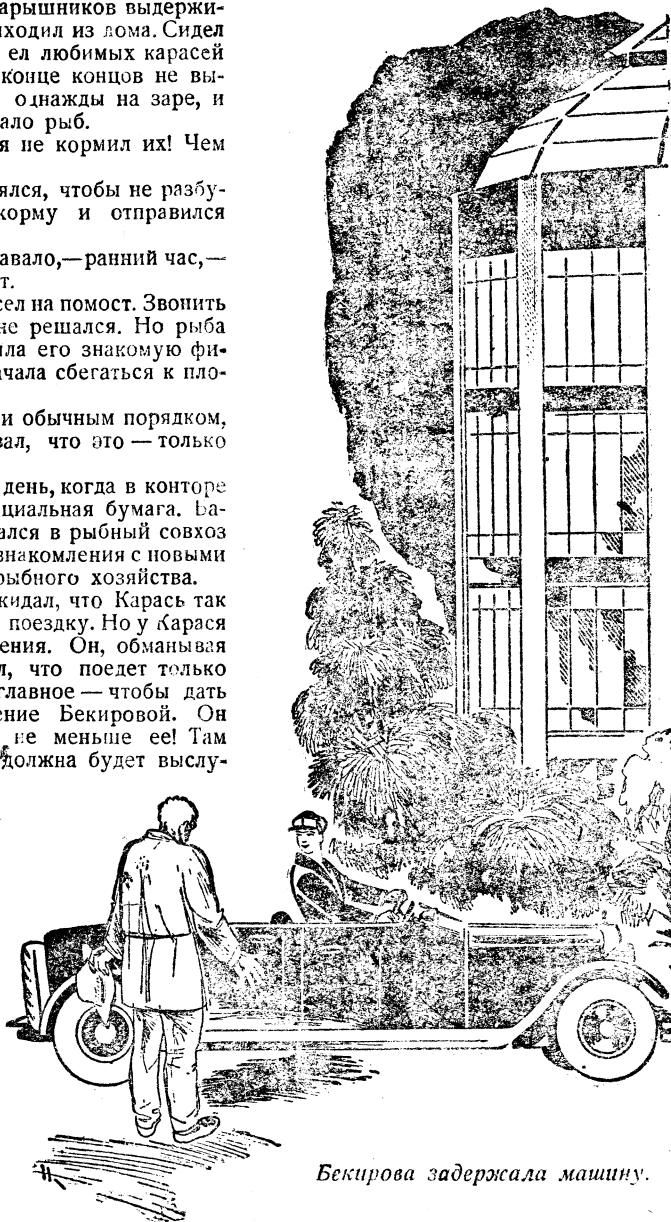 арышников выдержи-
ходил из дома. Сидел
ел любимых карасей
конце концов не вы-
однажды на заре, и
ало рыб.
я не кормил их! Чем
ялся, чтобы не разбу-
корму и отправился
авало,—ранний час,—
т.
сел на помост. Звонить
не решался. Но рыба
ла его знакомую фи-
чала сбегаться к пло-
и обычным порядком,
вал, что это — только
день, когда в конторе
циальная бумага. Ба-
ался в рыбный совхоз
знакомления с новыми
рыбного хозяйства.
кидал, что Карась так
поездку. Но у Карася
ения. Он, обманывая
л, что поедет только
главное — чтобы дать
ение Бекировой. Он
не меньше ее! Там
должна будет выслу-
Бекирова задержала машину.